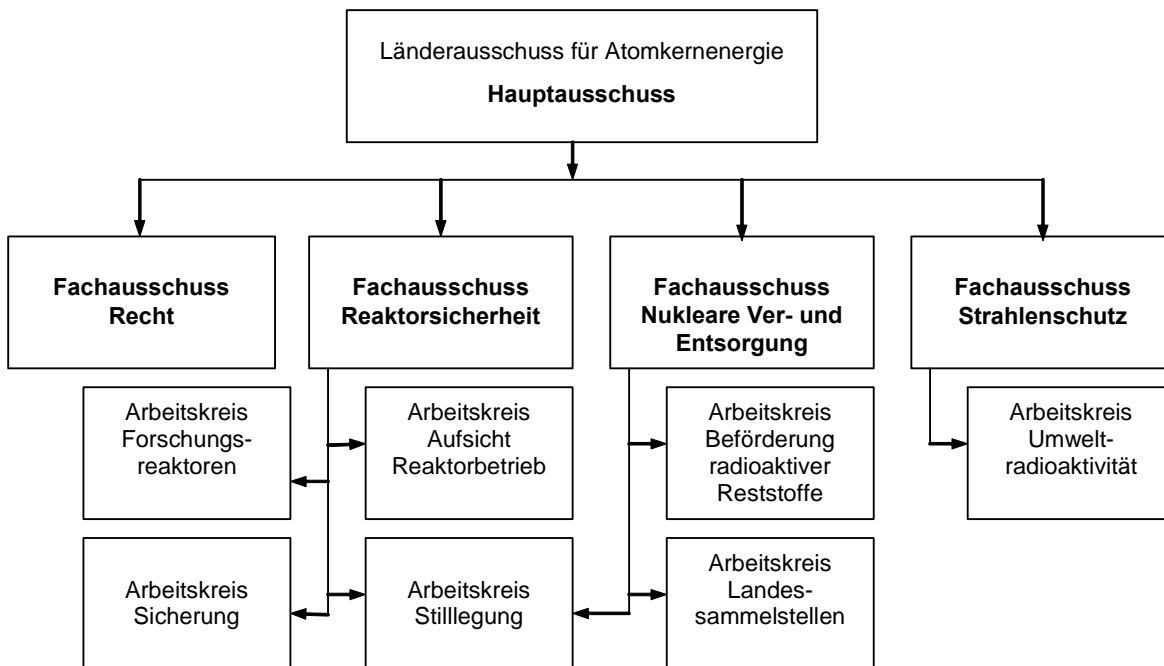 Länderausschuss für Atomkernenergie
Hauptausschuss
Fachausschuss
Recht
Fachausschuss
Reaktorsicherheit
Fachausschuss
Nukleare Ver- und
Entsorgung
Fachausschuss
Strahlenschutz
Arbeitskreis
Forschungs-
reaktoren
Arbeitskreis
Aufsicht
Reaktorbetrieb
Arbeitskreis
Beförderung
radioaktiver
Reststoffe
Arbeitskreis
Umwelt-
radioaktivität
Arbeitskreis
Sicherung
Arbeitskreis
Stilllegung
Arbeitskreis
Landes-
sammelstellen